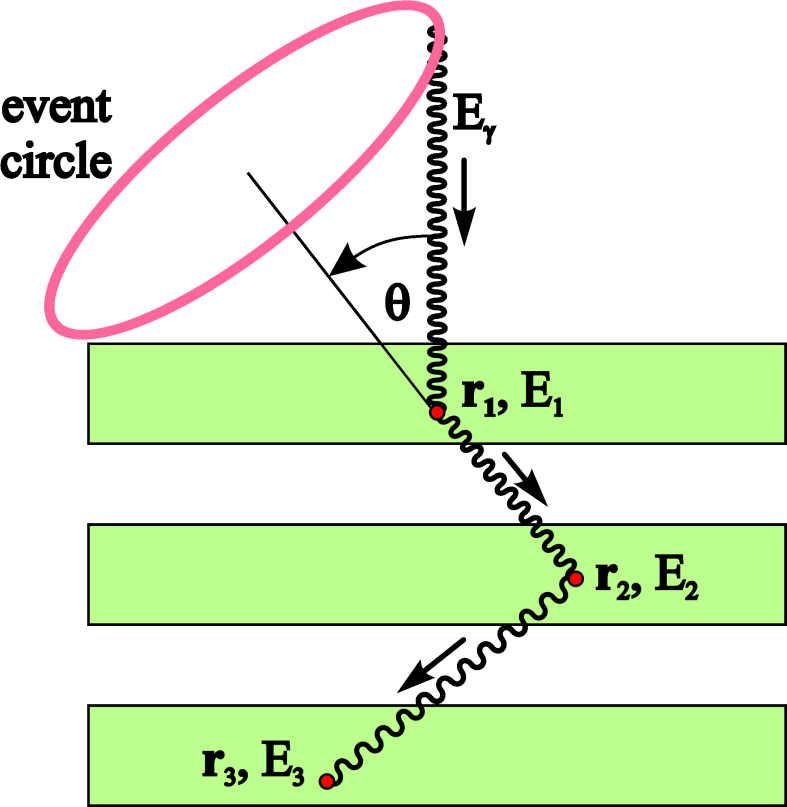 event
circle
Eγ
θ
r₁, E₁
r₂, E₂
r₃, E₃